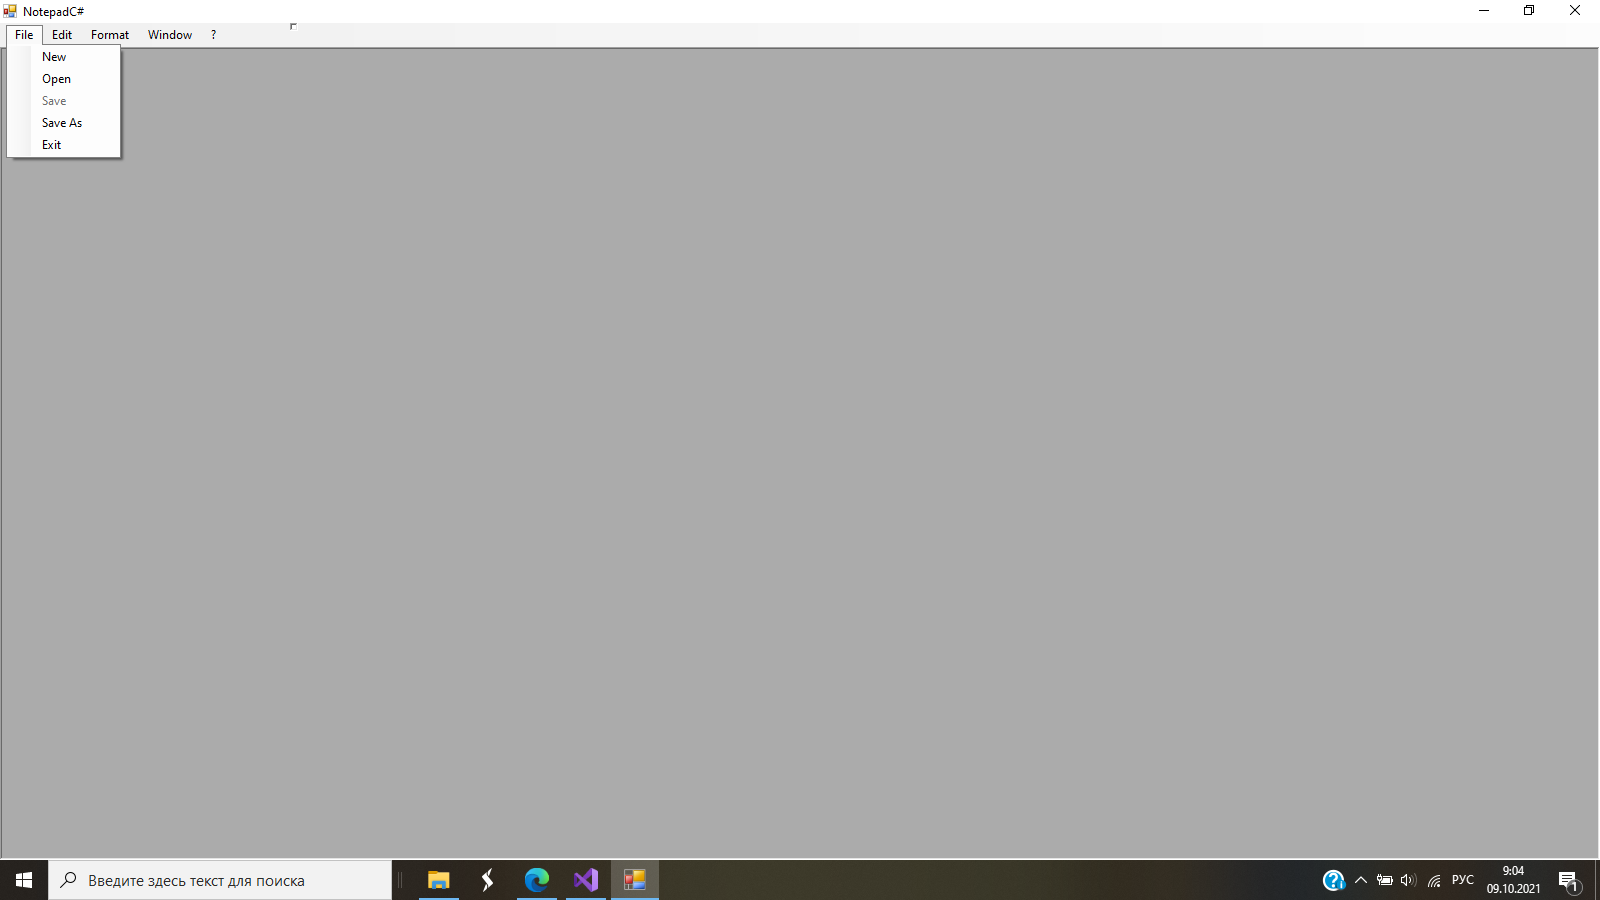 NotepadC#
File Edit Format Window ?
New
Open
Save
Save As
Exit
Введите здесь текст для поиска
РУС
9:04
09.10.2021
1